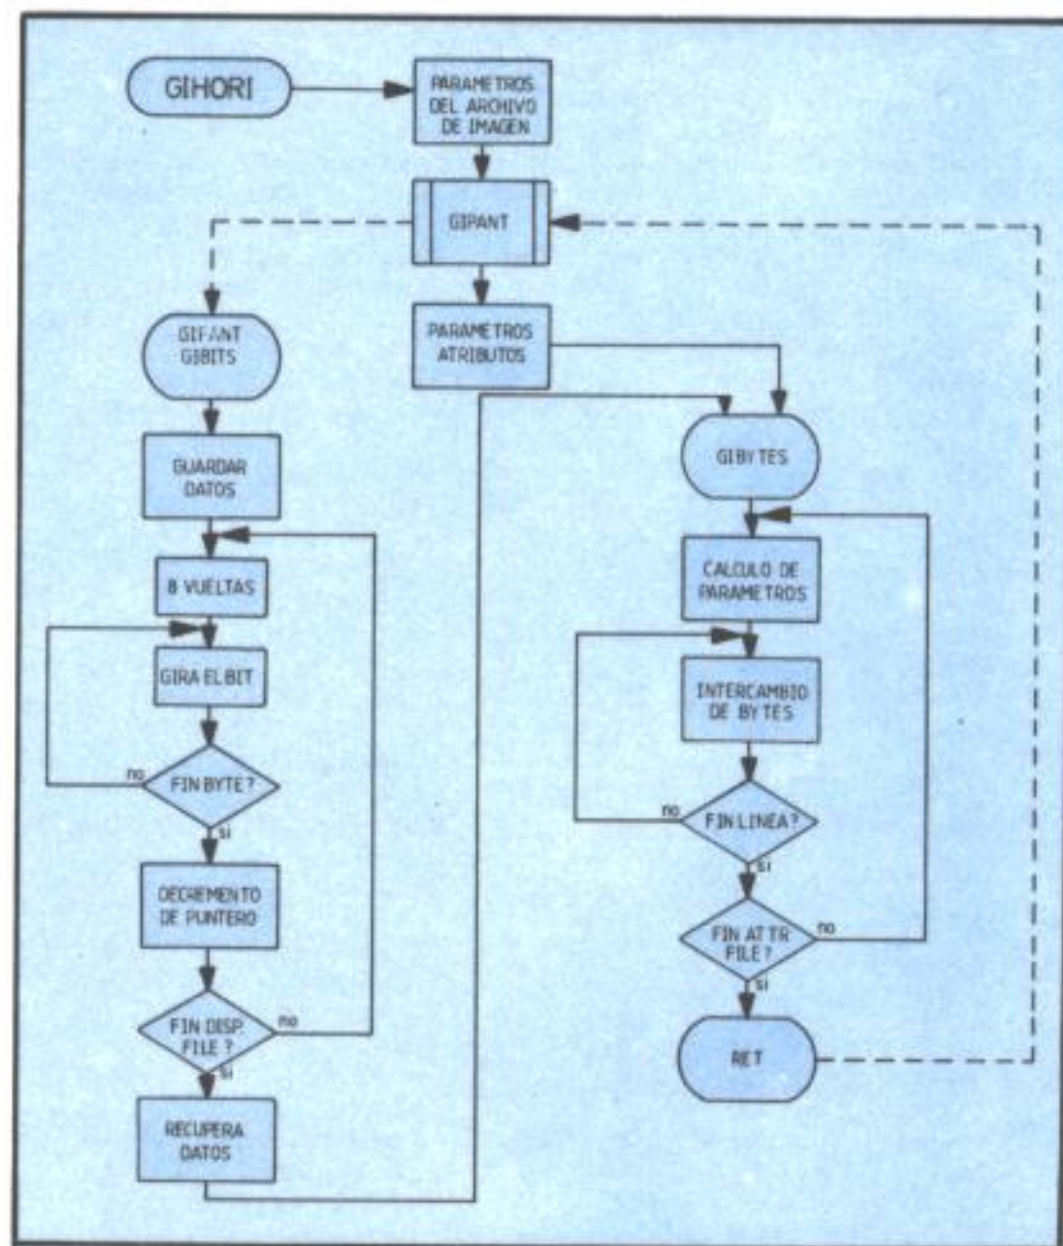 GIHORI
PARAMETROS
DEL ARCHIVO
DE IMAGEN
GIPANT
PARAMETROS
ATRIBUTOS
GIPANT
GIBITS
GUARDAR
DATOS
8 VUELTAS
GIRA EL BIT
FIN BYTE?
no
si
DECREMENTO
DE PUNTERO
FIN DISP.
FILE?
no
si
RECUPERA
DATOS
GIBYTES
CALCULO DE
PARAMETROS
INTERCAMBIO
DE BYTES
FIN LINEA?
no
si
FIN ATTR
FILE?
no
si
RET